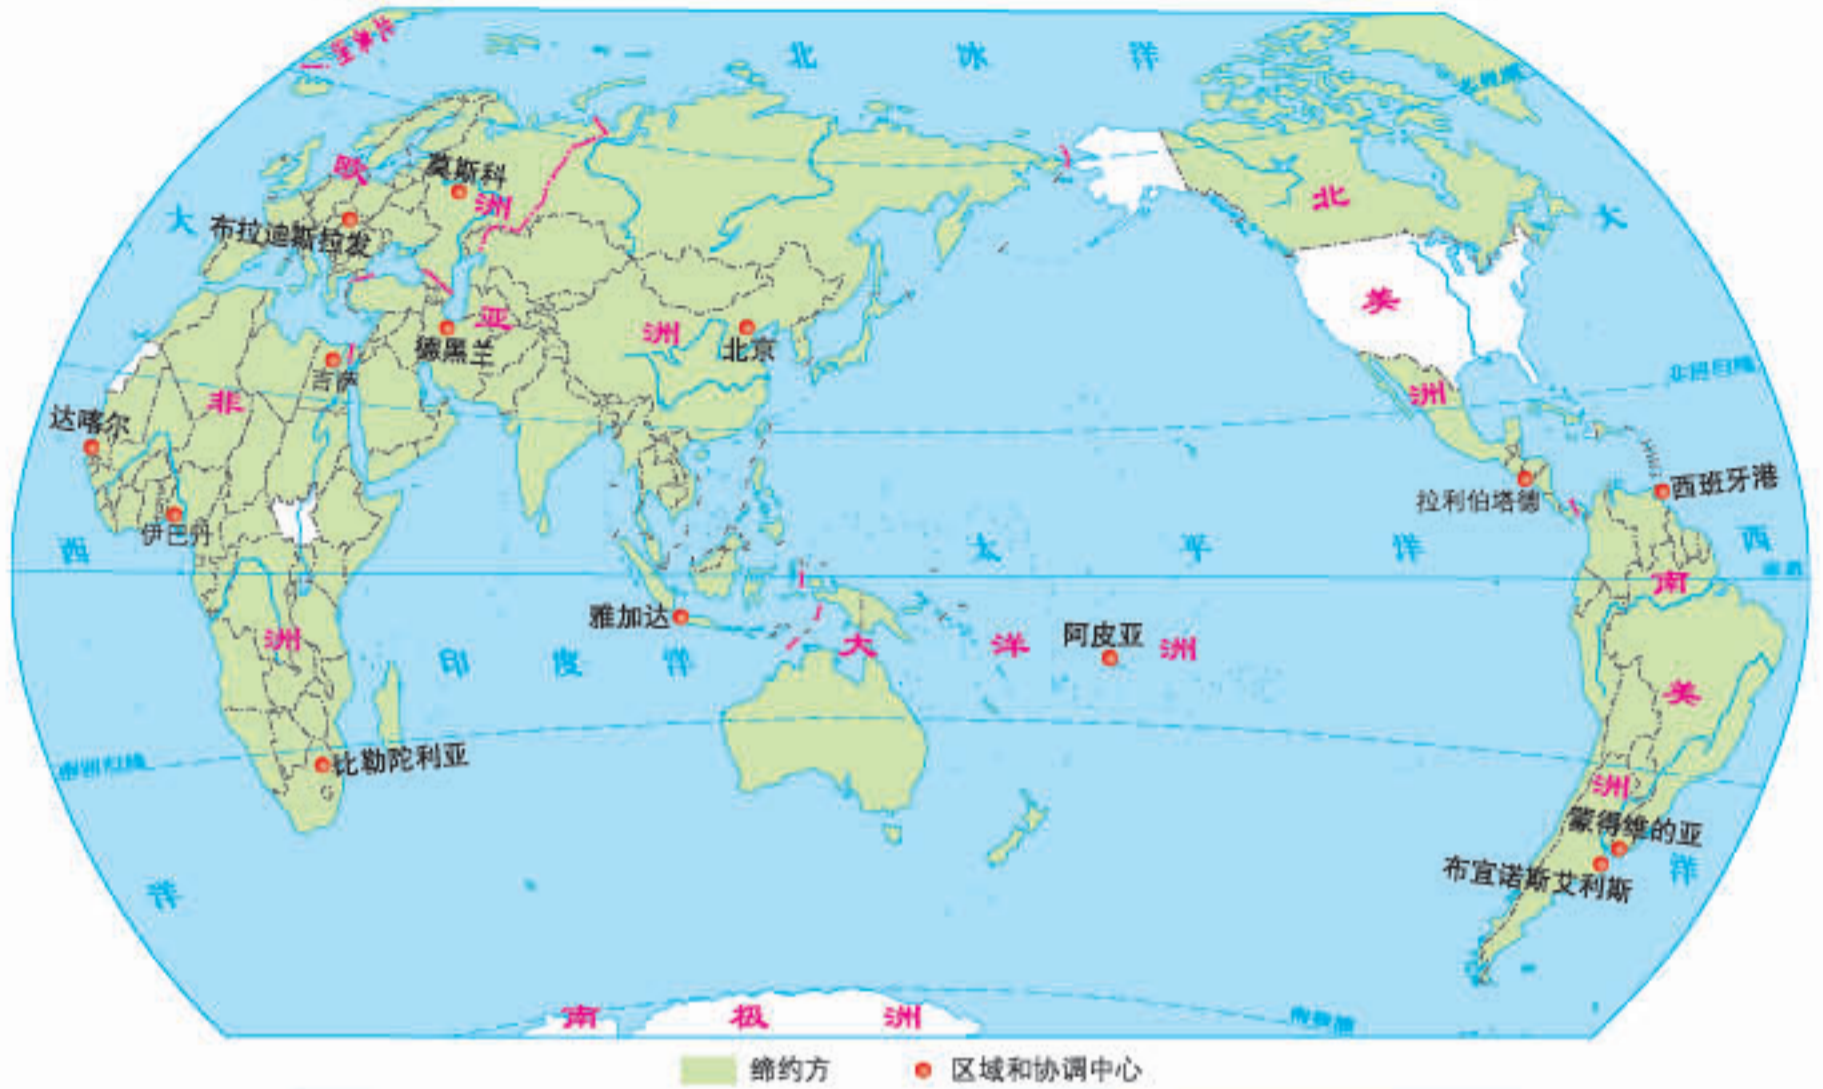 北 冰 洋
欧 洲
莫斯科
布拉迪斯拉发
大 西 洋
亚 洲
德黑兰
北京
吉萨
非 洲
达喀尔
伊巴丹
比勒陀利亚
印 度 洋
雅加达
太 平 洋
大 洋 洲
阿皮亚
北 美 洲
拉利伯塔德
西班牙港
大 西 洋
南 美 洲
蒙得维的亚
布宜诺斯艾利斯
南 极 洲
缔约方
区域和协调中心